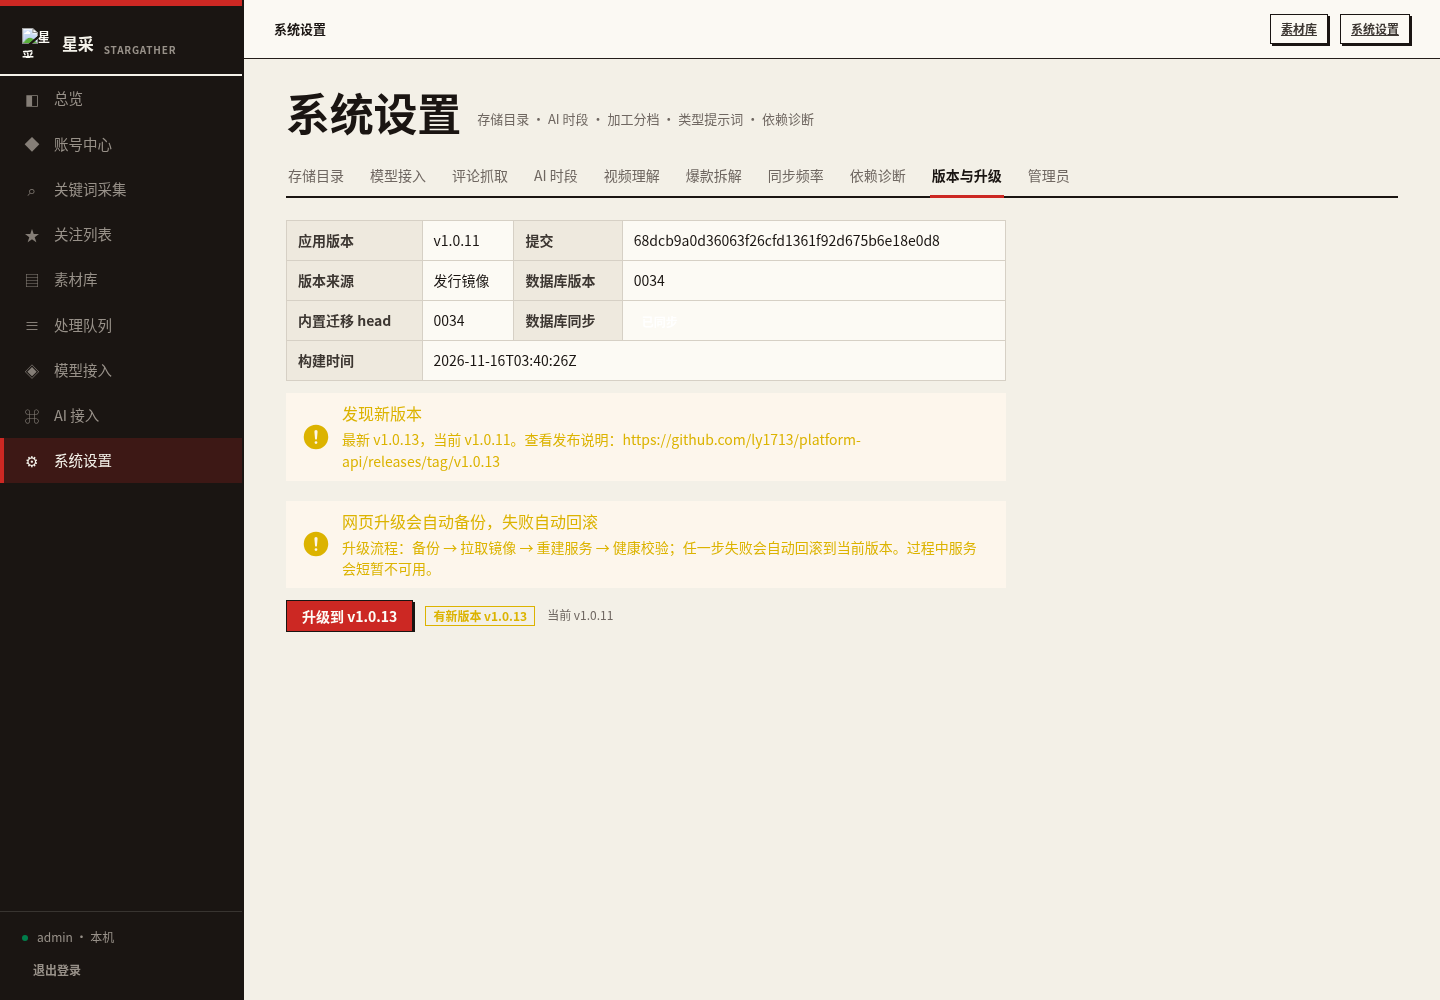 星采
星采 STARGATHER
总览
账号中心
关键词采集
关注列表
素材库
处理队列
模型接入
AI 接入
系统设置
admin · 本机
退出登录
系统设置
素材库
系统设置
系统设置 存储目录 · AI 时段 · 加工分档 · 类型提示词 · 依赖诊断
存储目录 模型接入 评论抓取 AI 时段 视频理解 爆款拆解 同步频率 依赖诊断 版本与升级 管理员
应用版本 v1.0.11 提交 68dcb9a0d36063f26cfd1361f92d675b6e18e0d8
版本来源 发行镜像 数据库版本 0034
内置迁移 head 0034 数据库同步
构建时间 2026-11-16T03:40:26Z
发现新版本
最新 v1.0.13，当前 v1.0.11。查看发布说明：https://github.com/ly1713/platform-
api/releases/tag/v1.0.13
网页升级会自动备份，失败自动回滚
升级流程：备份 → 拉取镜像 → 重建服务 → 健康校验；任一步失败会自动回滚到当前版本。过程中服务
会短暂不可用。
升级到 v1.0.13 有新版本 v1.0.13 当前 v1.0.11